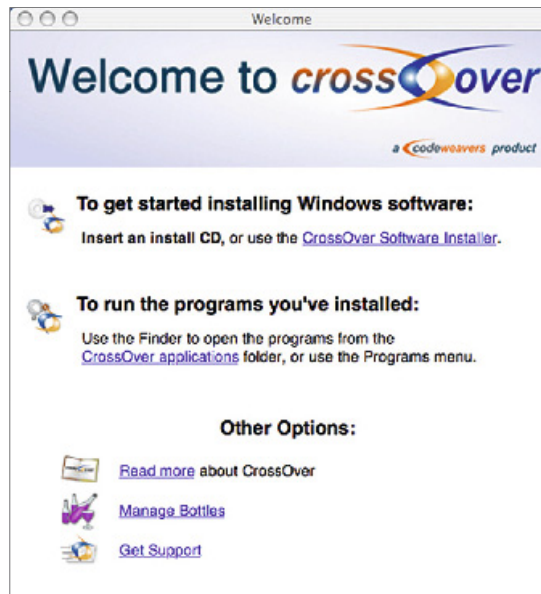 Welcome
Welcome to crossover
a codeweavers product
To get started installing Windows software:
Insert an install CD, or use the CrossOver Software Installer.
To run the programs you've installed:
Use the Finder to open the programs from the
CrossOver applications folder, or use the Programs menu.
Other Options:
Read more about CrossOver
Manage Bottles
Get Support